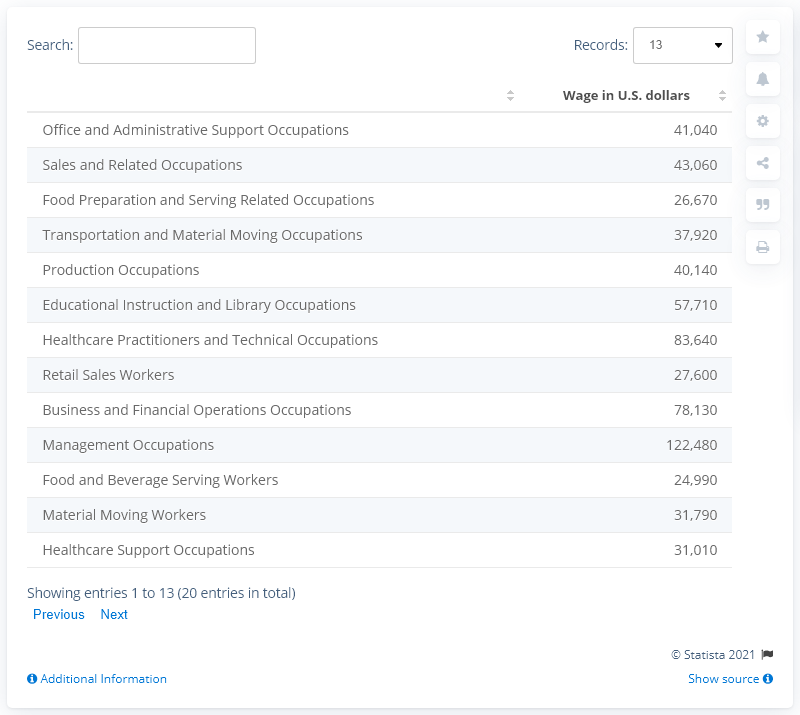 Search:
Records: 13
Wage in U.S. dollars
Office and Administrative Support Occupations 41,040
Sales and Related Occupations 43,060
Food Preparation and Serving Related Occupations 26,670
Transportation and Material Moving Occupations 37,920
Production Occupations 40,140
Educational Instruction and Library Occupations 57,710
Healthcare Practitioners and Technical Occupations 83,640
Retail Sales Workers 27,600
Business and Financial Operations Occupations 78,130
Management Occupations 122,480
Food and Beverage Serving Workers 24,990
Material Moving Workers 31,790
Healthcare Support Occupations 31,010
Showing entries 1 to 13 (20 entries in total)
Previous Next
© Statista 2021
Additional Information Show source